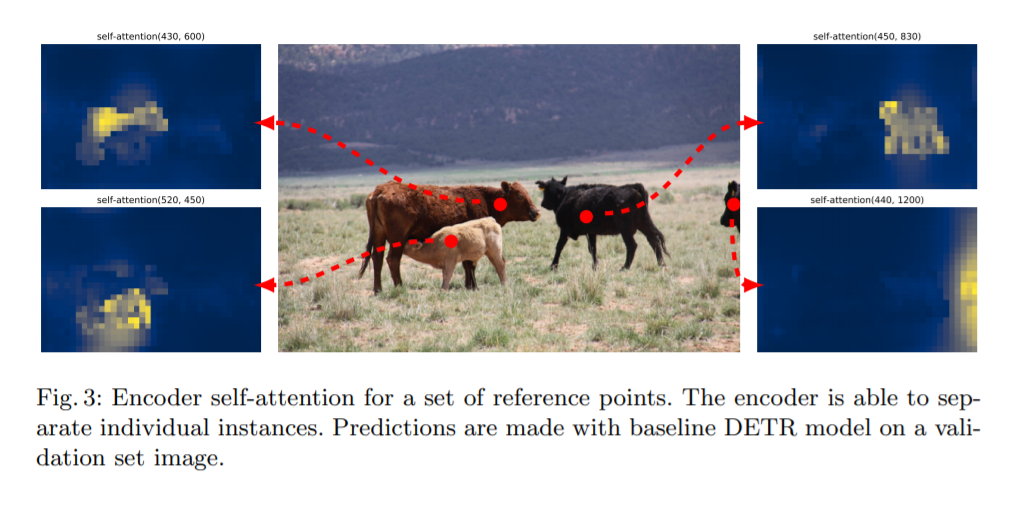 self-attention(430, 600)
self-attention(450, 830)
self-attention(520, 450)
self-attention(440, 1200)
Fig. 3: Encoder self-attention for a set of reference points. The encoder is able to sep-
arate individual instances. Predictions are made with baseline DETR model on a vali-
dation set image.